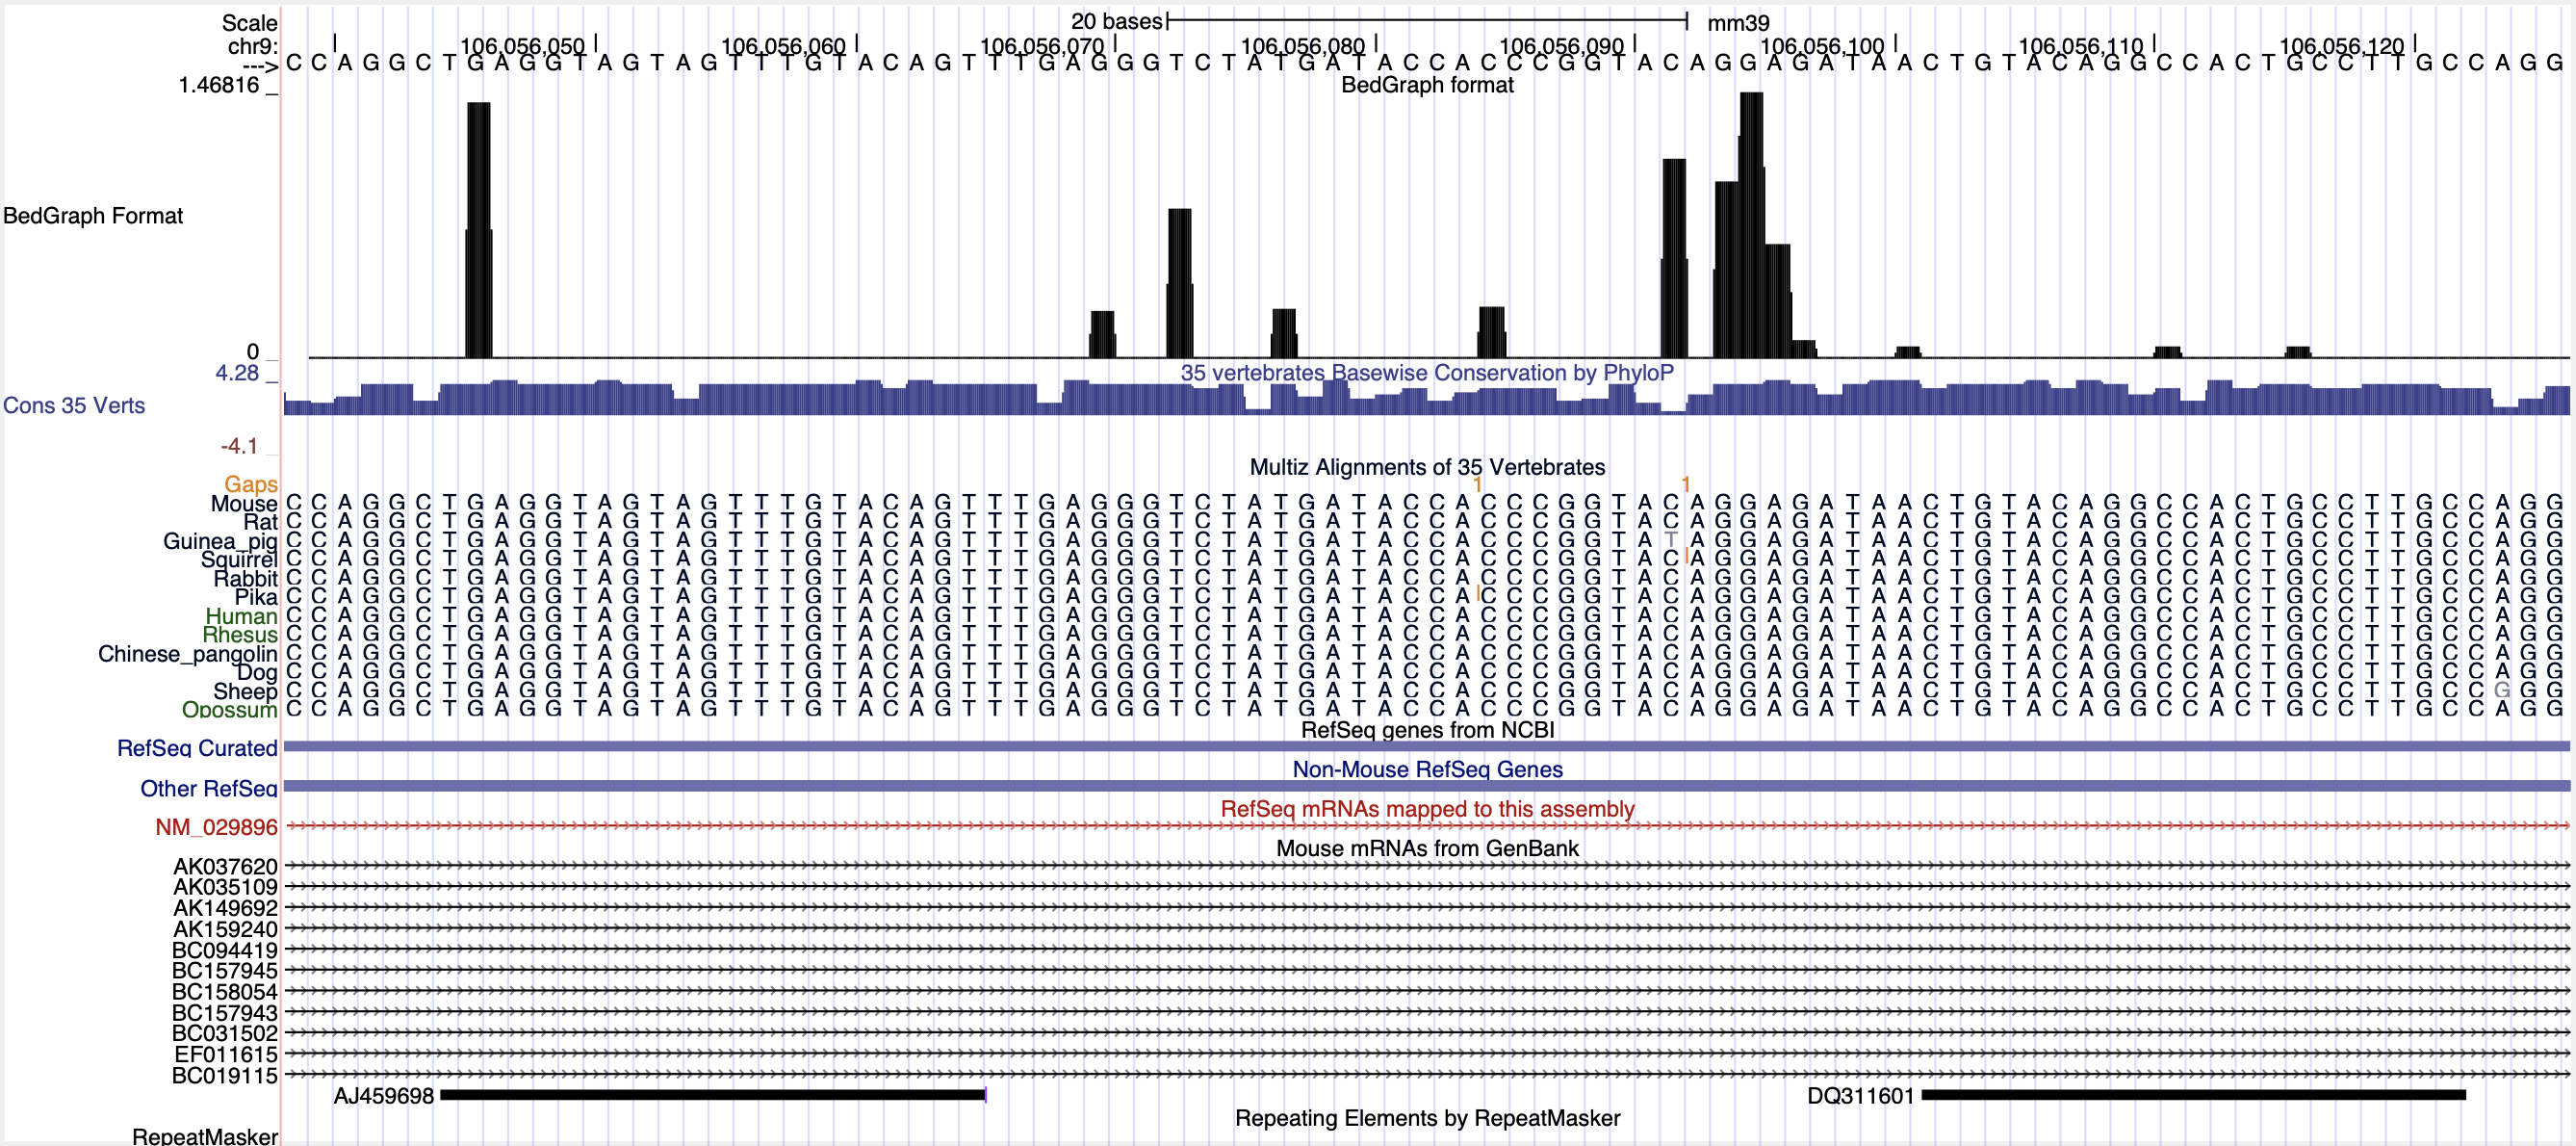 Scale 20 bases mm39
chr9: 106,056,050 106,056,060 106,056,070 106,056,080 106,056,090 106,056,100 106,056,110 106,056,120
---> C C A G G C T G A G G T A G T A G T T T G T A C A G T T T G A G G G T C T A T G A T A C C A C C C G G T A C A G G A G A T A A C T G T A C A G G C C A C T G C C T T G C C A G G
BedGraph format
1.46816 _
BedGraph Format
0 _
35 vertebrates Basewise Conservation by PhyloP
4.28 _
Cons 35 Verts
-4.1 _
Multiz Alignments of 35 Vertebrates
Gaps 1 1
Mouse C C A G G C T G A G G T A G T A G T T T G T A C A G T T T G A G G G T C T A T G A T A C C A C C C G G T A C A G G A G A T A A C T G T A C A G G C C A C T G C C T T G C C A G G
Rat C C A G G C T G A G G T A G T A G T T T G T A C A G T T T G A G G G T C T A T G A T A C C A C C C G G T A C A G G A G A T A A C T G T A C A G G C C A C T G C C T T G C C A G G
Guinea_pig C C A G G C T G A G G T A G T A G T T T G T A C A G T T T G A G G G T C T A T G A T A C C A C C C G G T A T A G G A G A T A A C T G T A C A G G C C A C T G C C T T G C C A G G
Squirrel C C A G G C T G A G G T A G T A G T T T G T A C A G T T T G A G G G T C T A T G A T A C C A C C C G G T A C A G G A G A T A A C T G T A C A G G C C A C T G C C T T G C C A G G
Rabbit C C A G G C T G A G G T A G T A G T T T G T A C A G T T T G A G G G T C T A T G A T A C C A C C C G G T A C A G G A G A T A A C T G T A C A G G C C A C T G C C T T G C C A G G
Pika C C A G G C T G A G G T A G T A G T T T G T A C A G T T T G A G G G T C T A T G A T A C C A C C C G G T A C A G G A G A T A A C T G T A C A G G C C A C T G C C T T G C C A G G
Human C C A G G C T G A G G T A G T A G T T T G T A C A G T T T G A G G G T C T A T G A T A C C A C C C G G T A C A G G A G A T A A C T G T A C A G G C C A C T G C C T T G C C A G G
Rhesus C C A G G C T G A G G T A G T A G T T T G T A C A G T T T G A G G G T C T A T G A T A C C A C C C G G T A C A G G A G A T A A C T G T A C A G G C C A C T G C C T T G C C A G G
Chinese_pangolin C C A G G C T G A G G T A G T A G T T T G T A C A G T T T G A G G G T C T A T G A T A C C A C C C G G T A C A G G A G A T A A C T G T A C A G G C C A C T G C C T T G C C A G G
Dog C C A G G C T G A G G T A G T A G T T T G T A C A G T T T G A G G G T C T A T G A T A C C A C C C G G T A C A G G A G A T A A C T G T A C A G G C C A C T G C C T T G C C A G G
Sheep C C A G G C T G A G G T A G T A G T T T G T A C A G T T T G A G G G T C T A T G A T A C C A C C C G G T A C A G G A G A T A A C T G T A C A G G C C A C T G C C T T G C C G G G
Opossum C C A G G C T G A G G T A G T A G T T T G T A C A G T T T G A G G G T C T A T G A T A C C A C C C G G T A C A G G A G A T A A C T G T A C A G G C C A C T G C C T T G C C A G G
RefSeq genes from NCBI
RefSeq Curated
Non-Mouse RefSeq Genes
Other RefSeq
RefSeq mRNAs mapped to this assembly
NM_029896
Mouse mRNAs from GenBank
AK037620
AK035109
AK149692
AK159240
BC094419
BC157945
BC158054
BC157943
BC031502
EF011615
BC019115
AJ459698 DQ311601
Repeating Elements by RepeatMasker
RepeatMasker